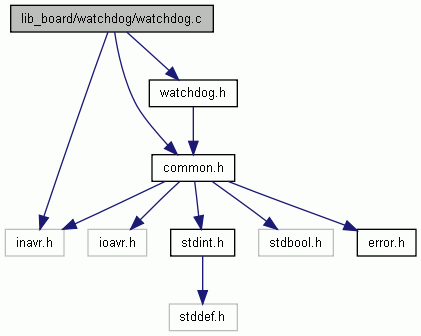 lib_board/watchdog/watchdog.c
watchdog.h
common.h
inavr.h
ioavr.h
stdint.h
stdbool.h
error.h
stddef.h